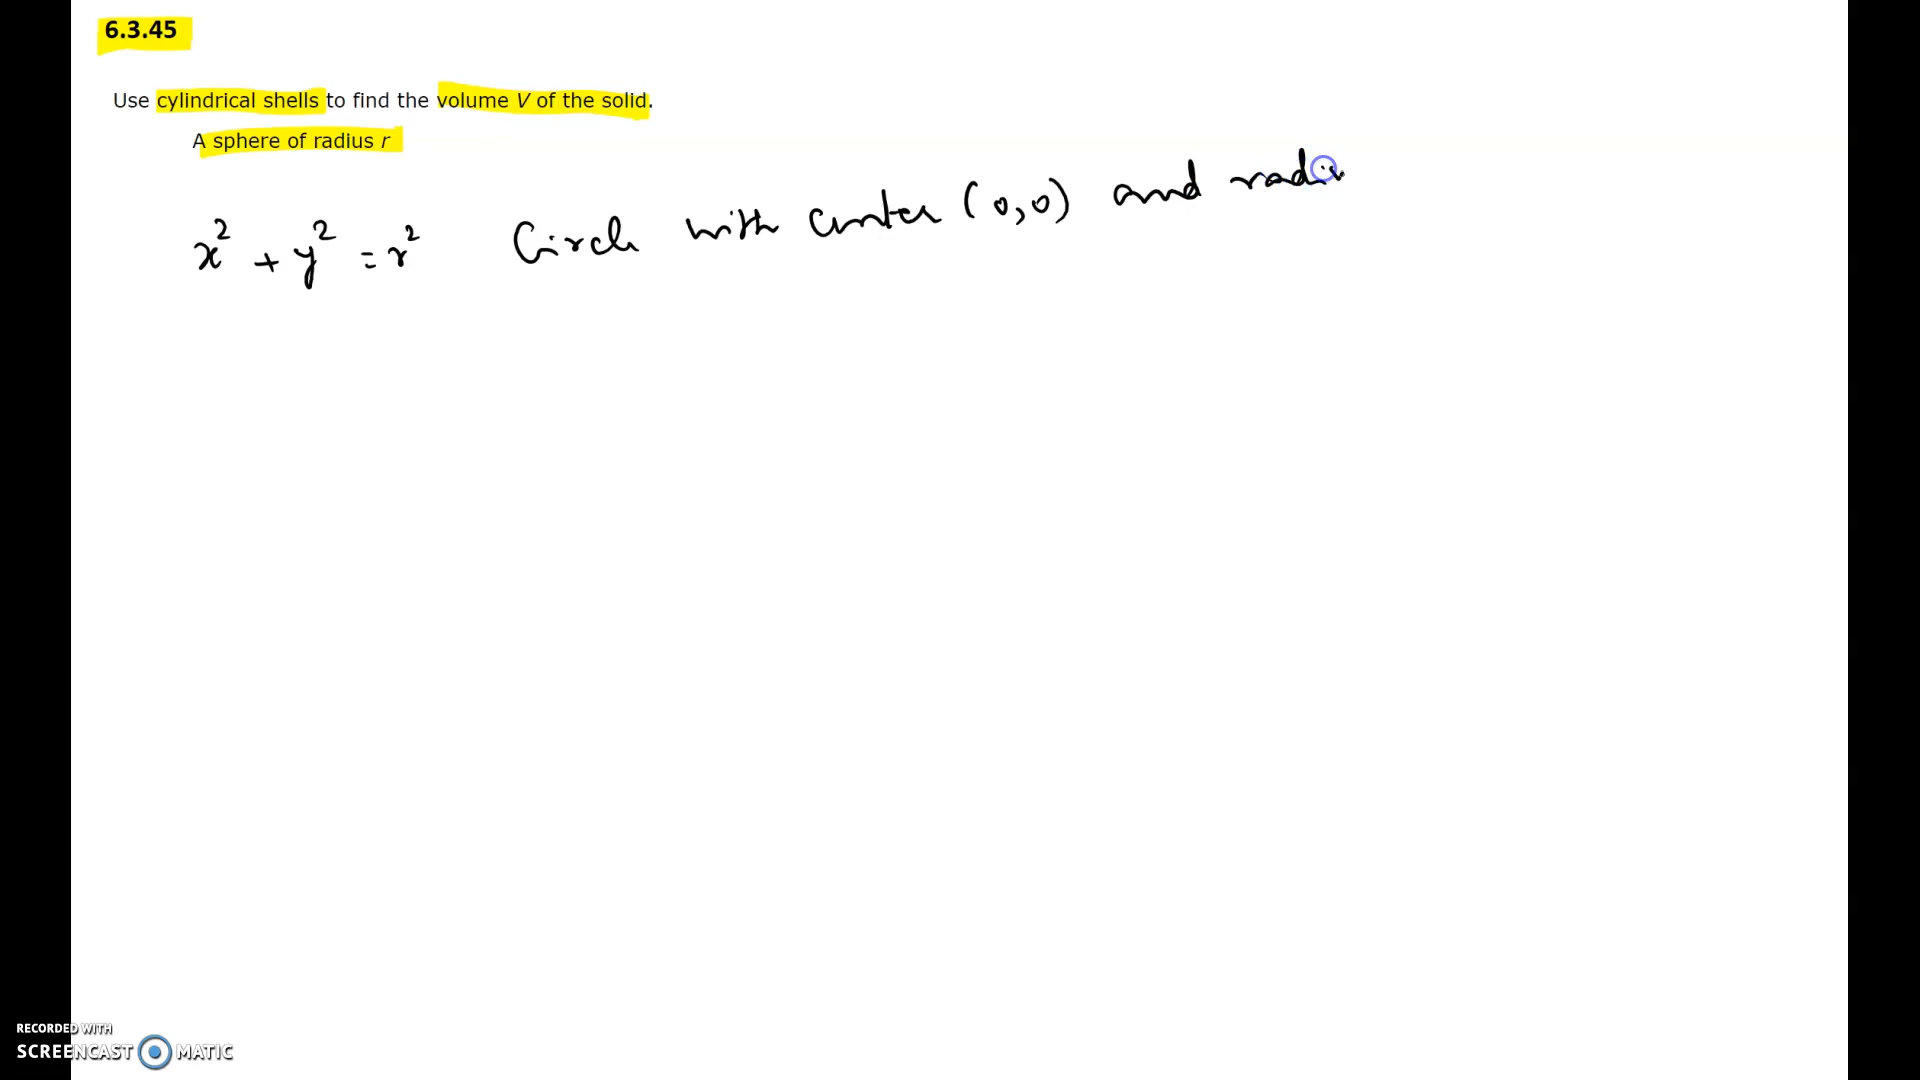 6.3.45
Use cylindrical shells to find the volume V of the solid.
A sphere of radius r
x² + y² = r² Circle with center (0,0) and radi
RECORDED WITH
SCREENCAST MATIC